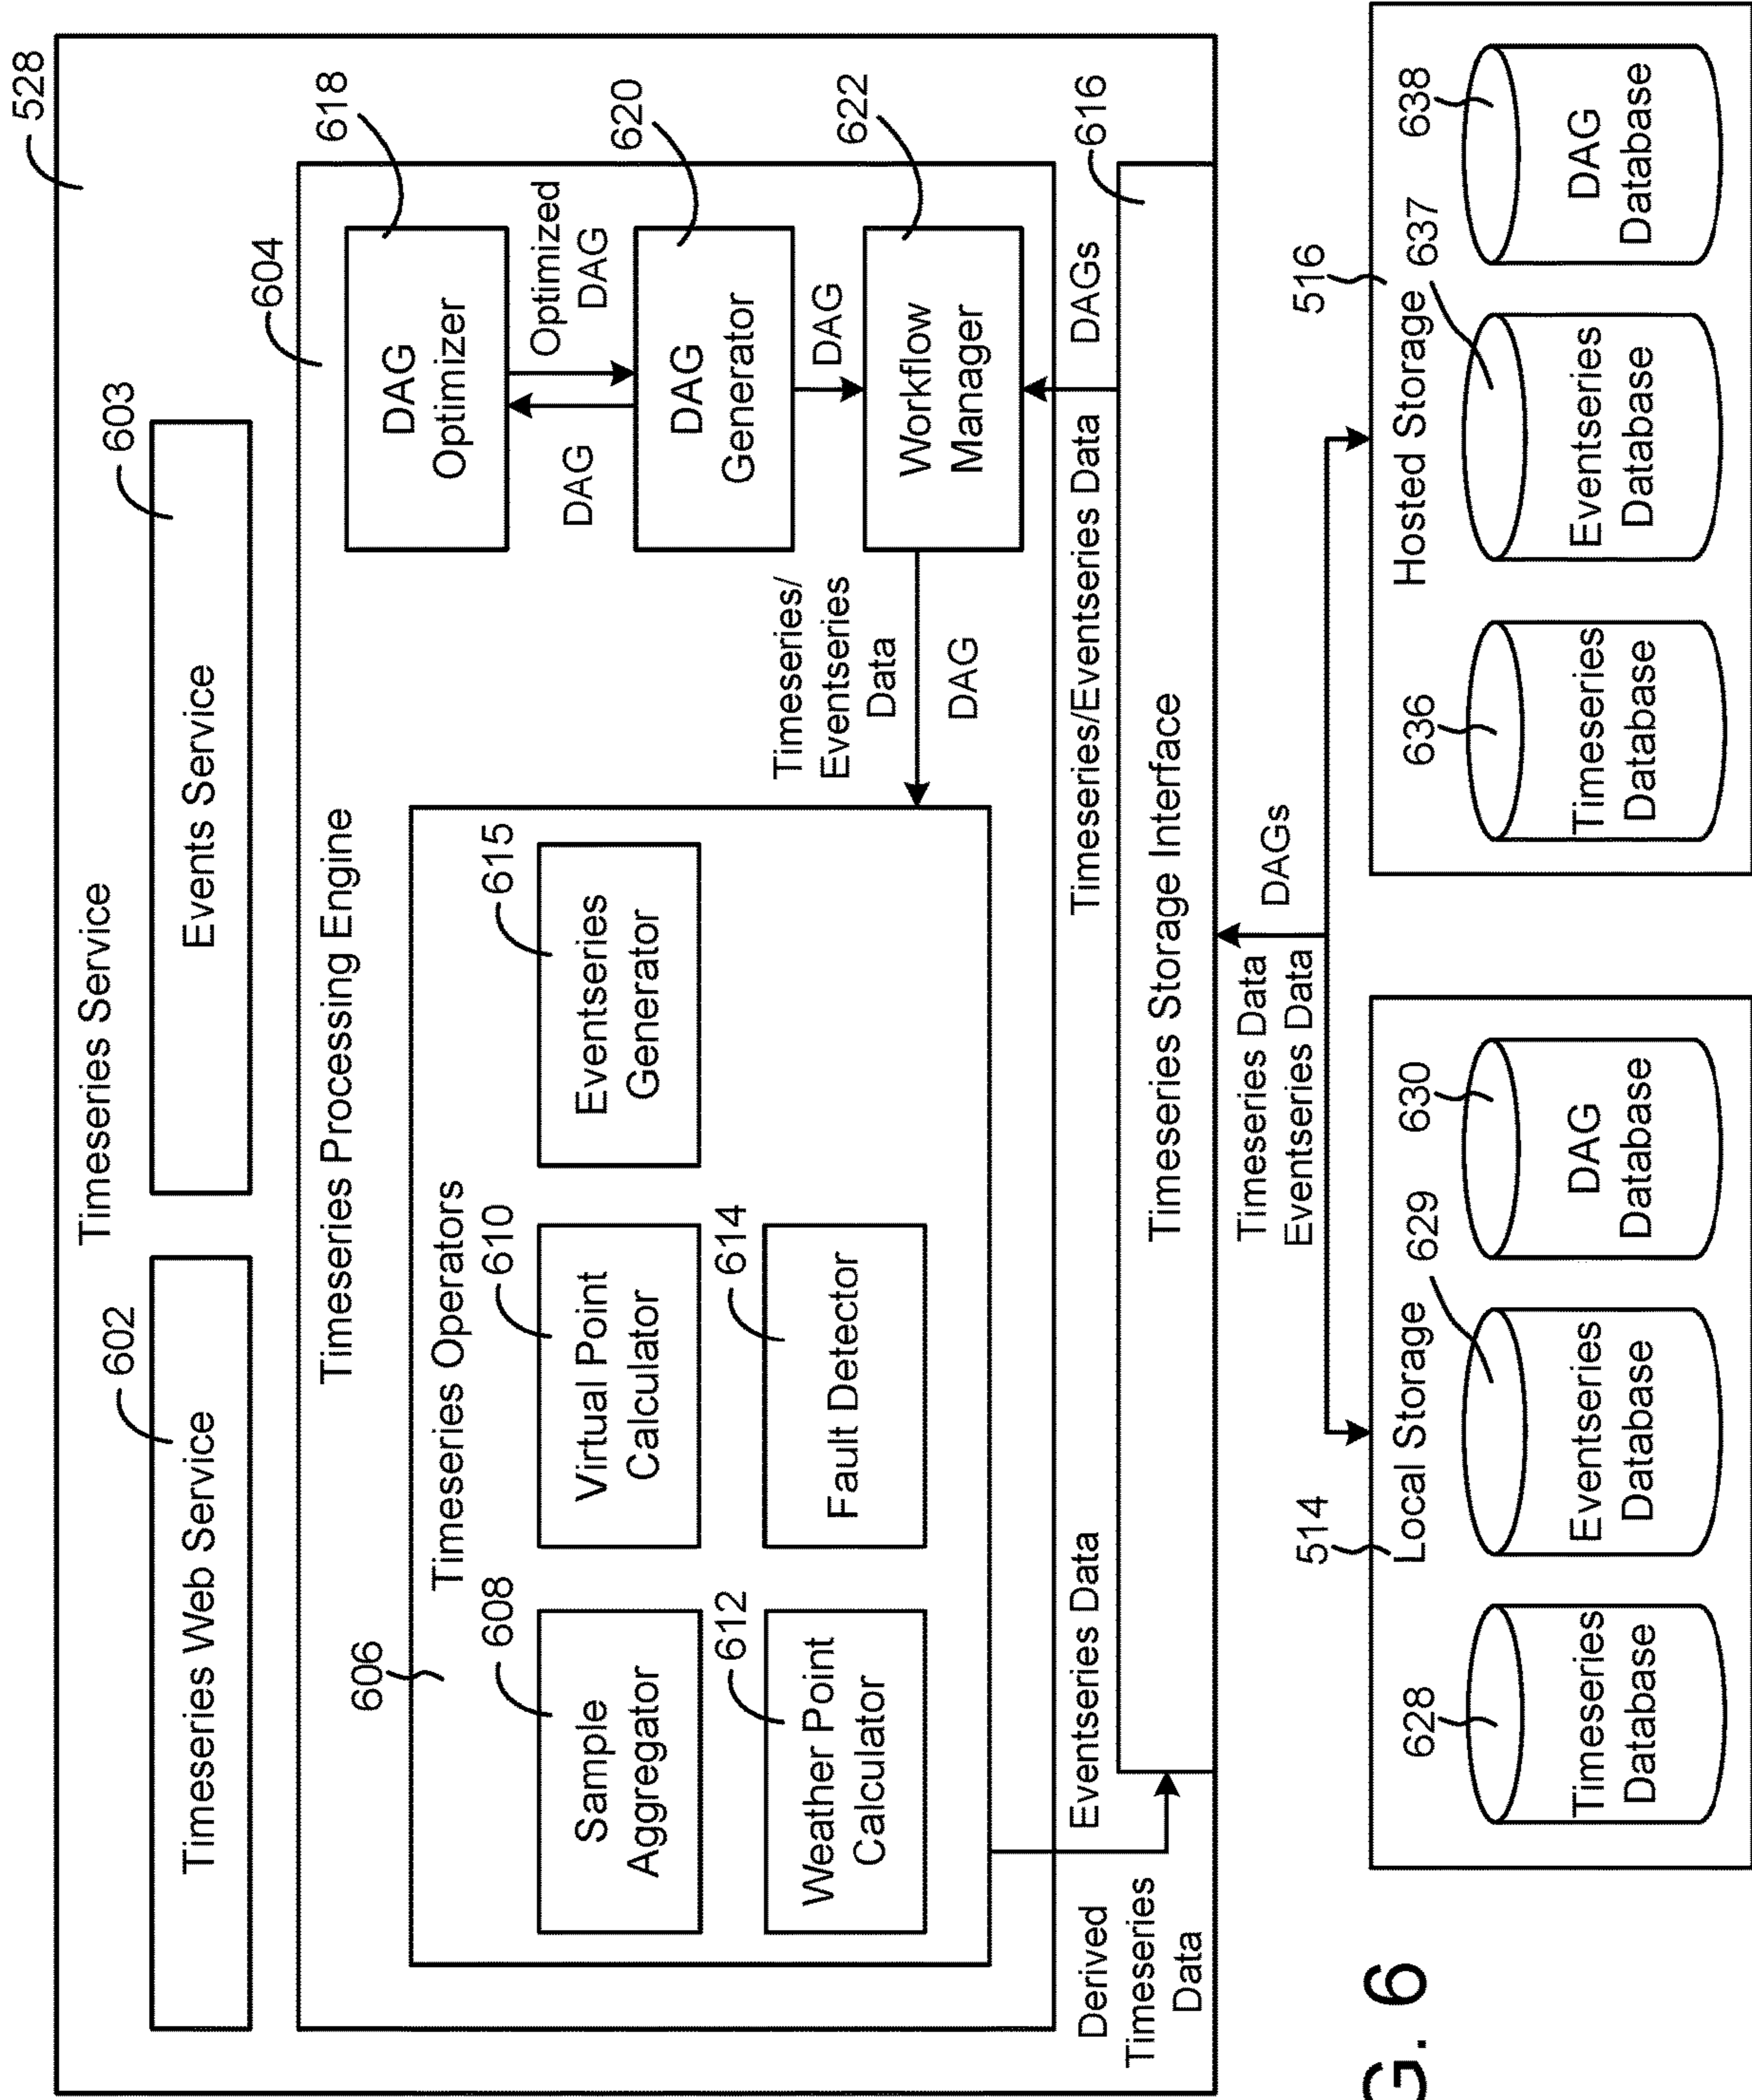 528
Timeseries Service
602
603
Timeseries Web Service
Events Service
604
Timeseries Processing Engine
606
Timeseries Operators
608
Sample
Aggregator
610
Virtual Point
Calculator
615
Eventseries
Generator
612
Weather Point
Calculator
614
Fault Detector
618
DAG
Optimizer
DAG
Optimized
DAG
620
DAG
Generator
DAG
622
Workflow
Manager
Timeseries/
Eventseries
Data
DAG
Derived
Timeseries
Data
Eventseries Data
Timeseries/Eventseries Data
DAGs
616
Timeseries Storage Interface
Timeseries Data
Eventseries Data
DAGs
514
Local Storage
628
Timeseries
Database
629
Eventseries
Database
630
DAG
Database
516
Hosted Storage
636
Timeseries
Database
637
Eventseries
Database
638
DAG
Database
G. 6